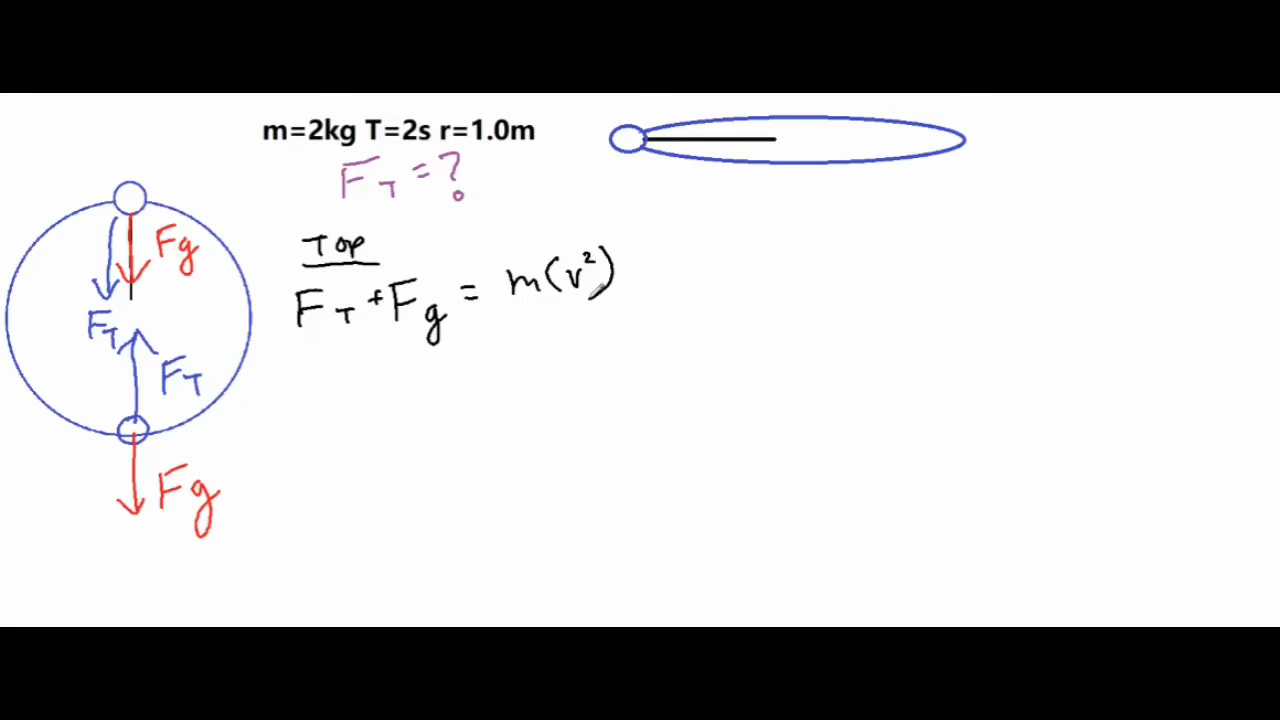 m=2kg T=2s r=1.0m
F_T = ?
Top
F_T + F_g = m(v²)
Fg
F_T
F_T
Fg